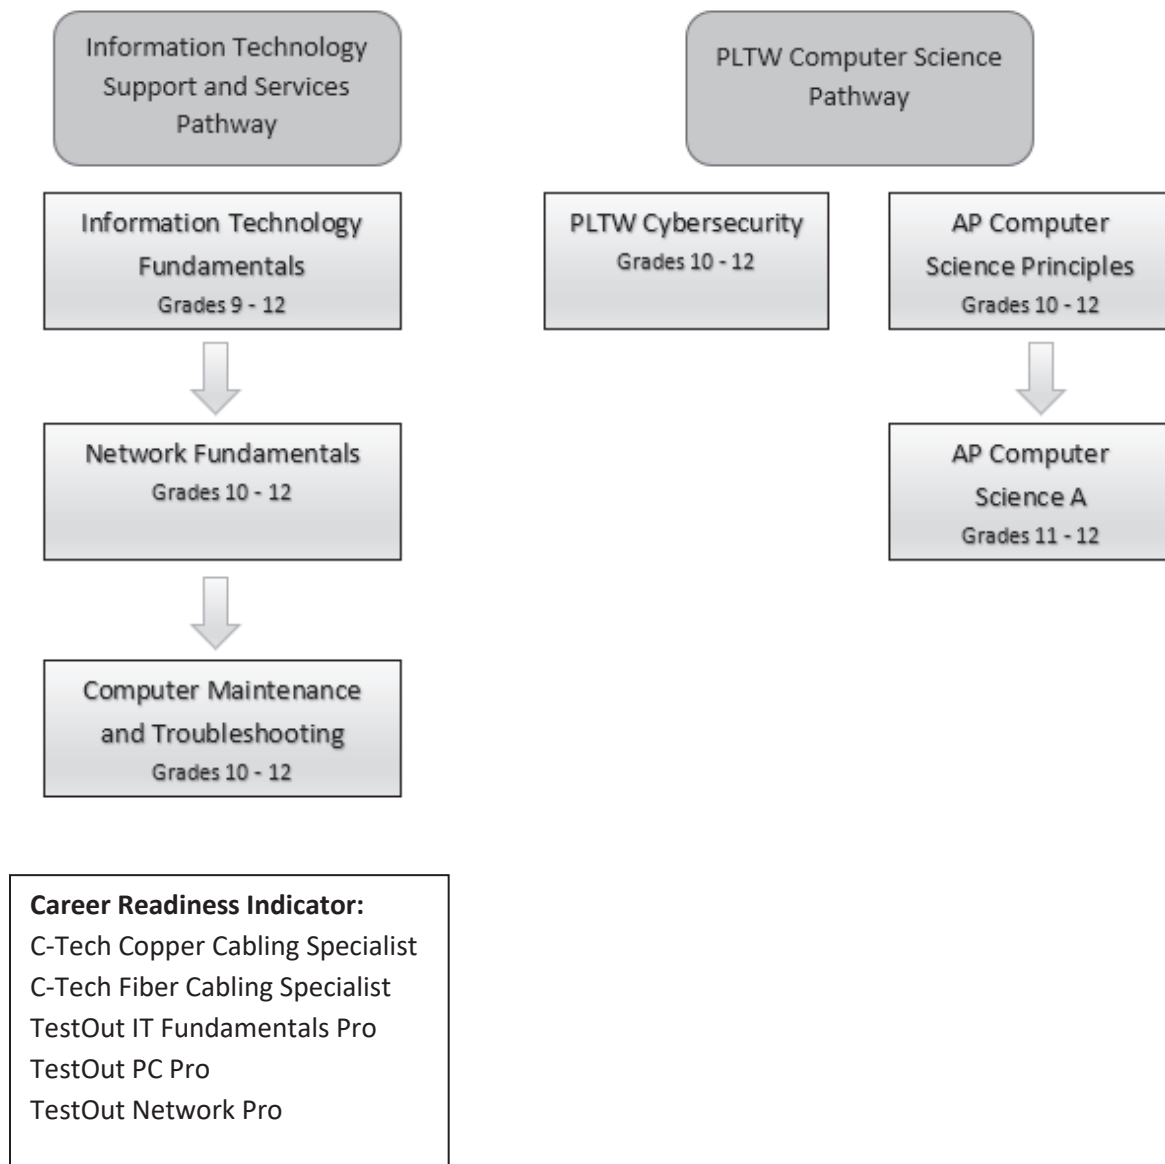 Information Technology
Support and Services
Pathway
PLTW Computer Science
Pathway
Information Technology
Fundamentals
Grades 9 - 12
PLTW Cybersecurity
Grades 10 - 12
AP Computer
Science Principles
Grades 10 - 12
Network Fundamentals
Grades 10 - 12
AP Computer
Science A
Grades 11 - 12
Computer Maintenance
and Troubleshooting
Grades 10 - 12
Career Readiness Indicator:
C-Tech Copper Cabling Specialist
C-Tech Fiber Cabling Specialist
TestOut IT Fundamentals Pro
TestOut PC Pro
TestOut Network Pro